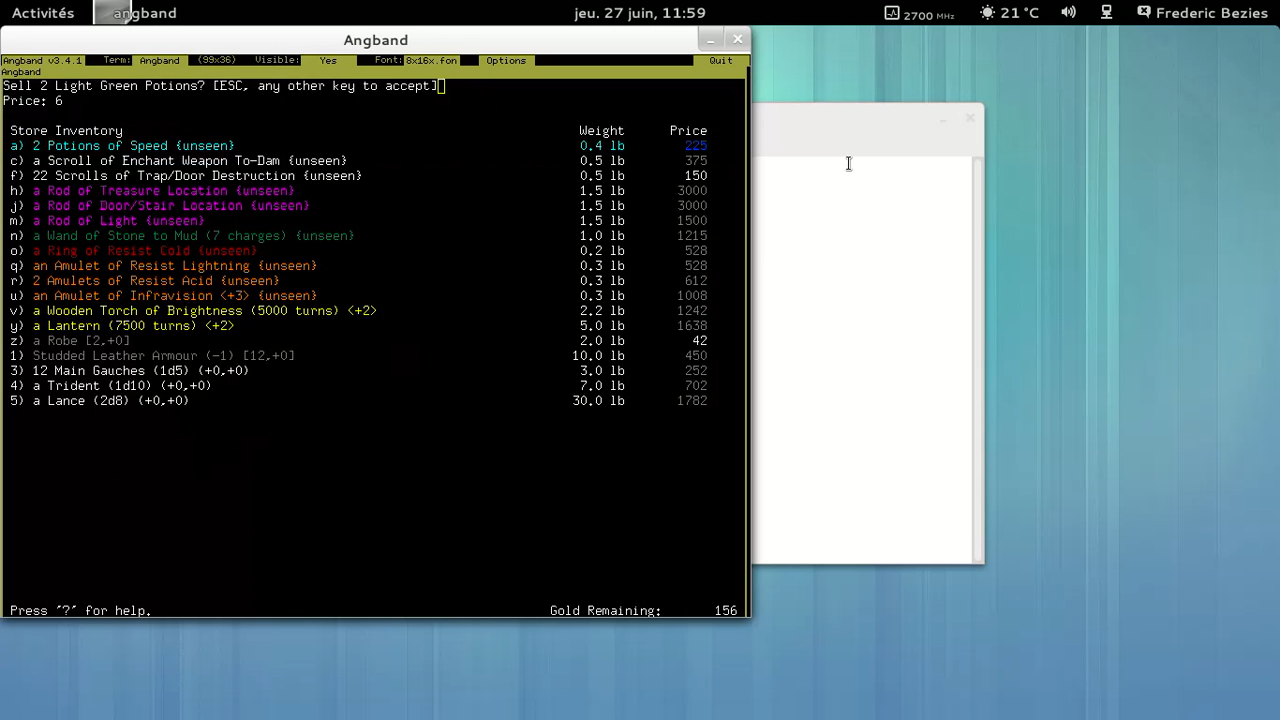 Activités angband jeu. 27 juin, 11:59 2700 MHz 21 °C Frederic Bezies
Angband
Angband v3.4.1 Term: Angband (99x36) Visible: Yes Font: 8x16x.fon Options Quit
Angband
Sell 2 Light Green Potions? [ESC, any other key to accept]
Price: 6
Store Inventory Weight Price
a) 2 Potions of Speed {unseen} 0.4 lb 225
c) a Scroll of Enchant Weapon To-Dam {unseen} 0.5 lb 375
f) 22 Scrolls of Trap/Door Destruction {unseen} 0.5 lb 150
h) a Rod of Treasure Location {unseen} 1.5 lb 3000
j) a Rod of Door/Stair Location {unseen} 1.5 lb 3000
m) a Rod of Light {unseen} 1.5 lb 1500
n) a Wand of Stone to Mud (7 charges) {unseen} 1.0 lb 1215
o) a Ring of Resist Cold {unseen} 0.2 lb 528
q) an Amulet of Resist Lightning {unseen} 0.3 lb 528
r) 2 Amulets of Resist Acid {unseen} 0.3 lb 612
u) an Amulet of Infravision <+3> {unseen} 0.3 lb 1008
v) a Wooden Torch of Brightness (5000 turns) <+2> 2.2 lb 1242
y) a Lantern (7500 turns) <+2> 5.0 lb 1638
z) a Robe [2,+0] 2.0 lb 42
1) Studded Leather Armour (-1) [12,+0] 10.0 lb 450
3) 12 Main Gauches (1d5) (+0,+0) 3.0 lb 252
4) a Trident (1d10) (+0,+0) 7.0 lb 702
5) a Lance (2d8) (+0,+0) 30.0 lb 1782
Press '?' for help. Gold Remaining: 156